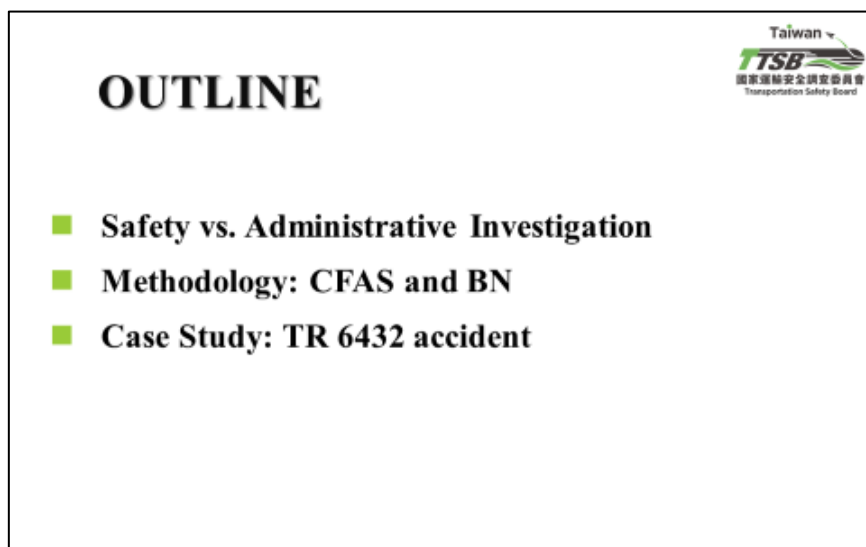 Taiwan
TTSB
國家運輸安全調查委員會
Transportation Safety Board
OUTLINE
Safety vs. Administrative Investigation
Methodology: CFAS and BN
Case Study: TR 6432 accident